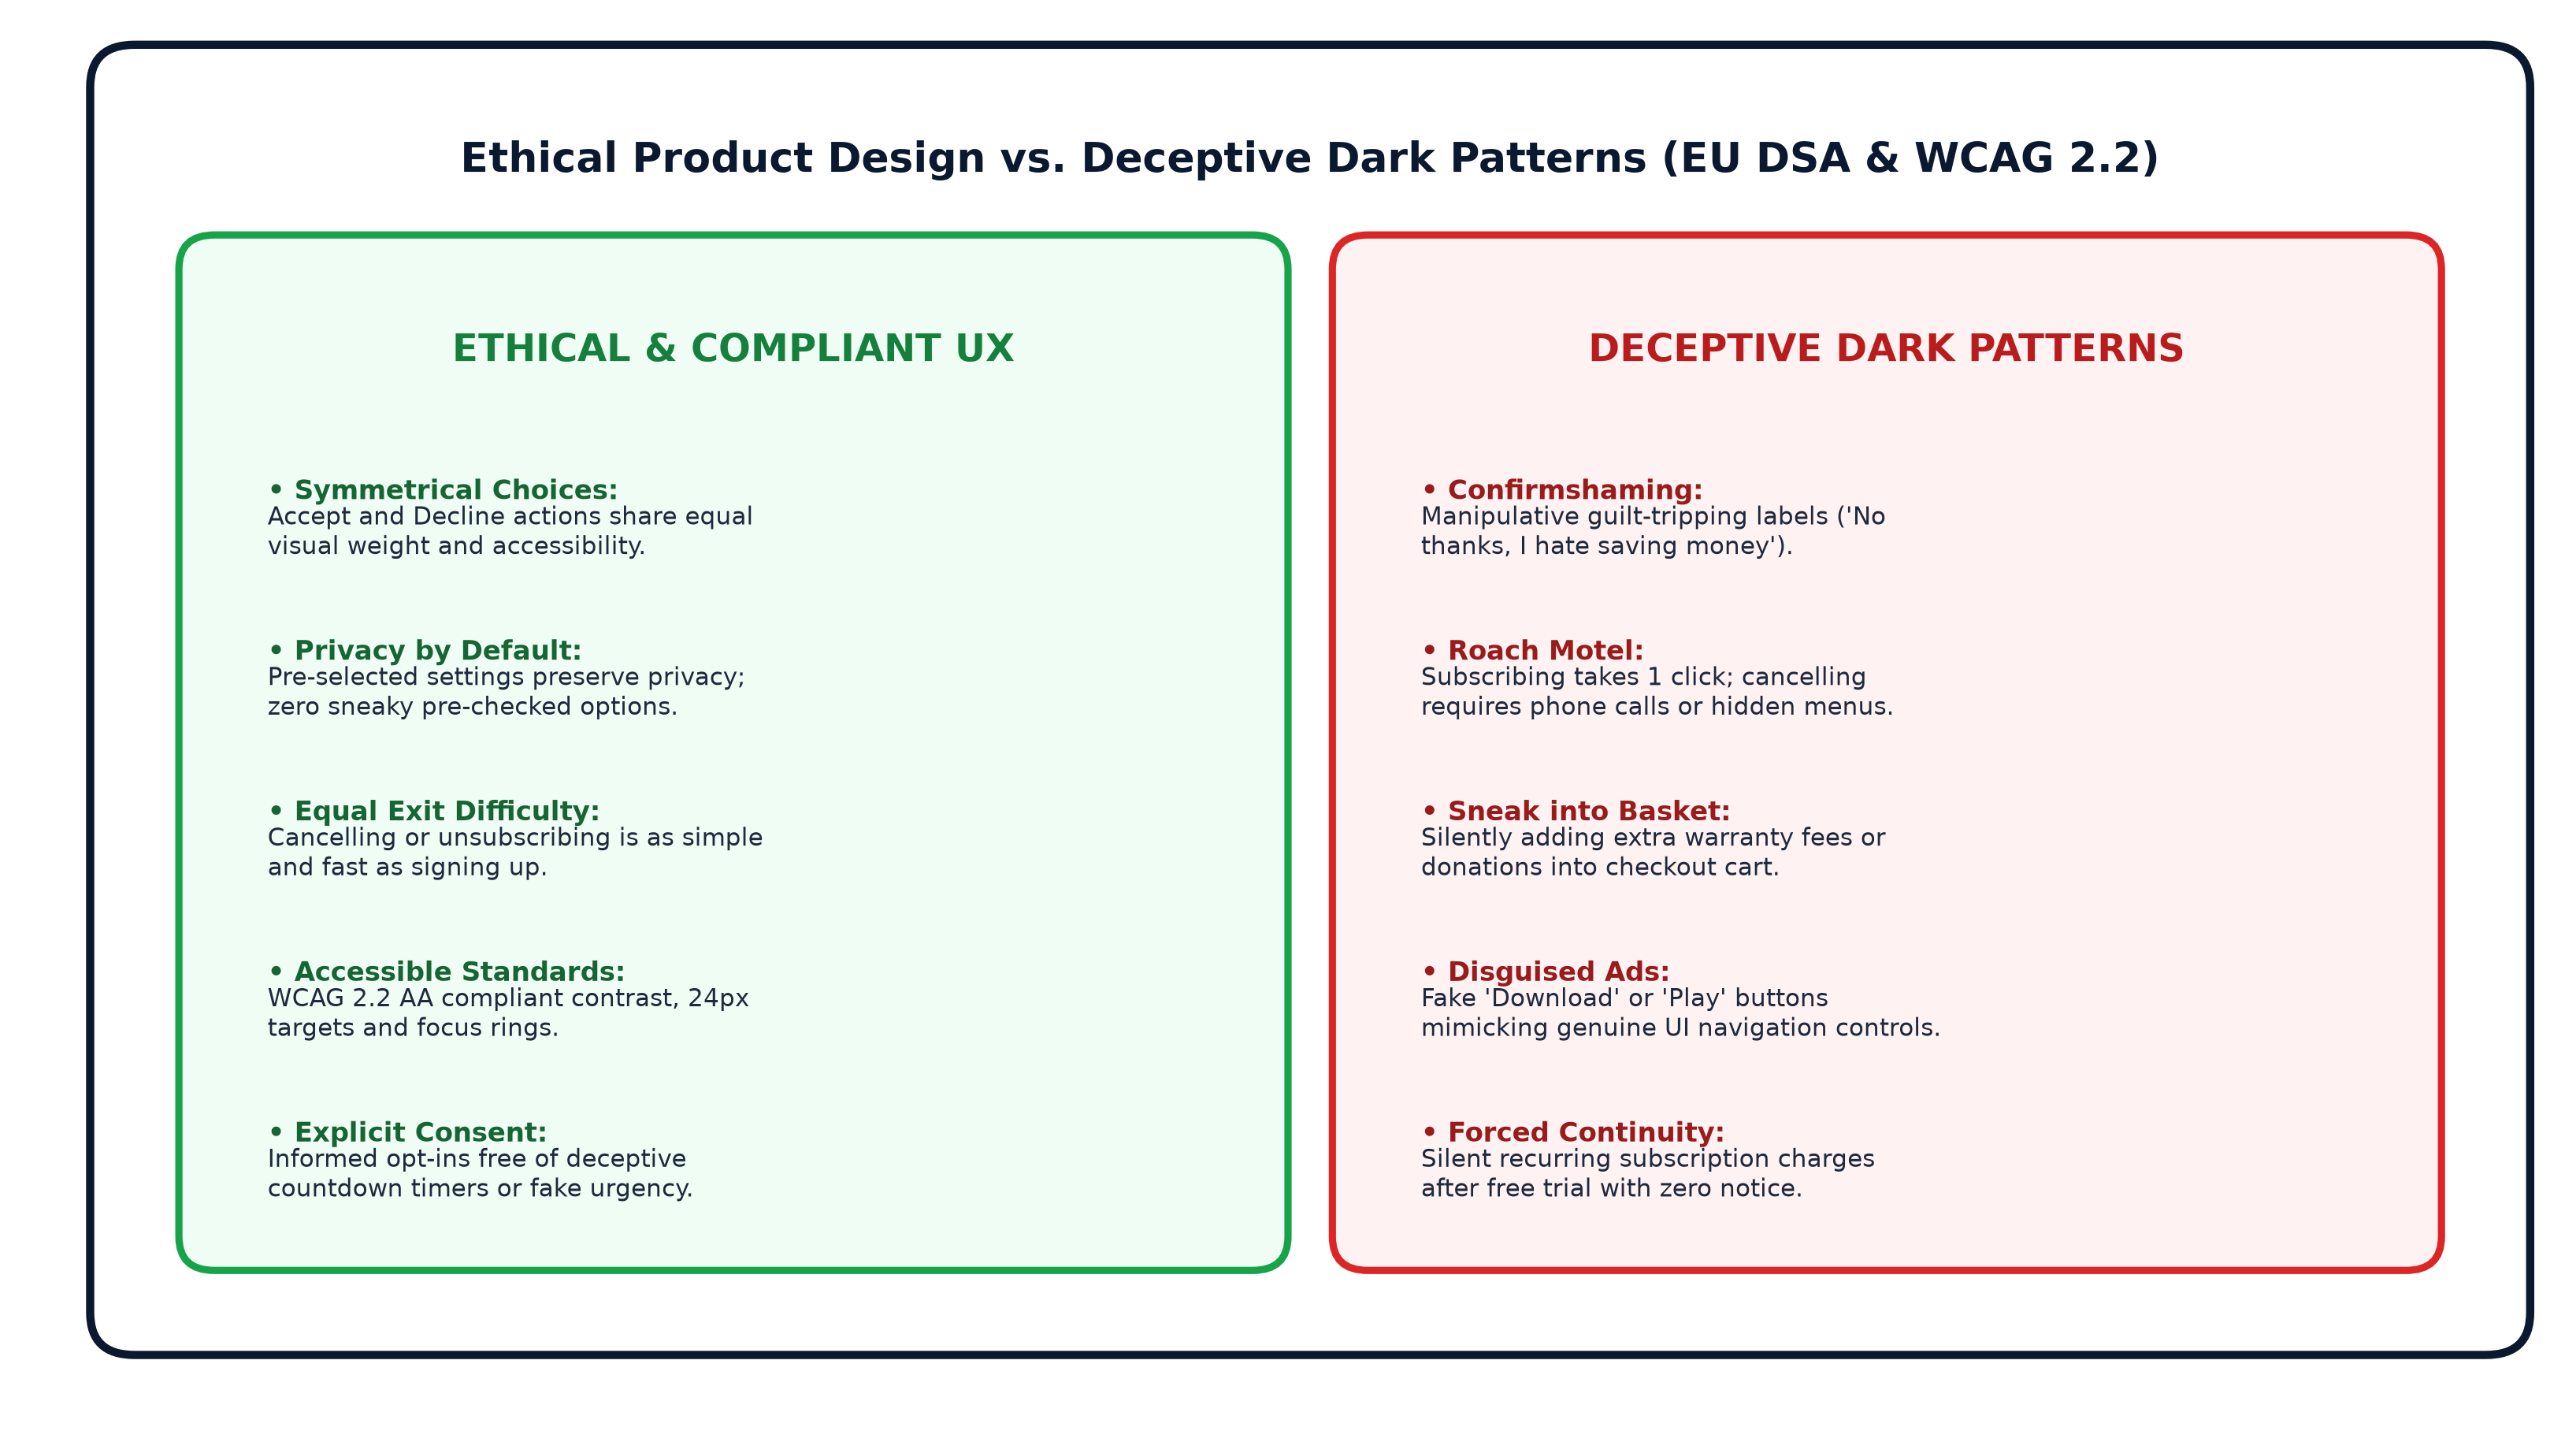 Ethical Product Design vs. Deceptive Dark Patterns (EU DSA & WCAG 2.2)
ETHICAL & COMPLIANT UX
• Symmetrical Choices:
Accept and Decline actions share equal
visual weight and accessibility.
• Privacy by Default:
Pre-selected settings preserve privacy;
zero sneaky pre-checked options.
• Equal Exit Difficulty:
Cancelling or unsubscribing is as simple
and fast as signing up.
• Accessible Standards:
WCAG 2.2 AA compliant contrast, 24px
targets and focus rings.
• Explicit Consent:
Informed opt-ins free of deceptive
countdown timers or fake urgency.
DECEPTIVE DARK PATTERNS
• Confirmshaming:
Manipulative guilt-tripping labels ('No
thanks, I hate saving money').
• Roach Motel:
Subscribing takes 1 click; cancelling
requires phone calls or hidden menus.
• Sneak into Basket:
Silently adding extra warranty fees or
donations into checkout cart.
• Disguised Ads:
Fake 'Download' or 'Play' buttons
mimicking genuine UI navigation controls.
• Forced Continuity:
Silent recurring subscription charges
after free trial with zero notice.